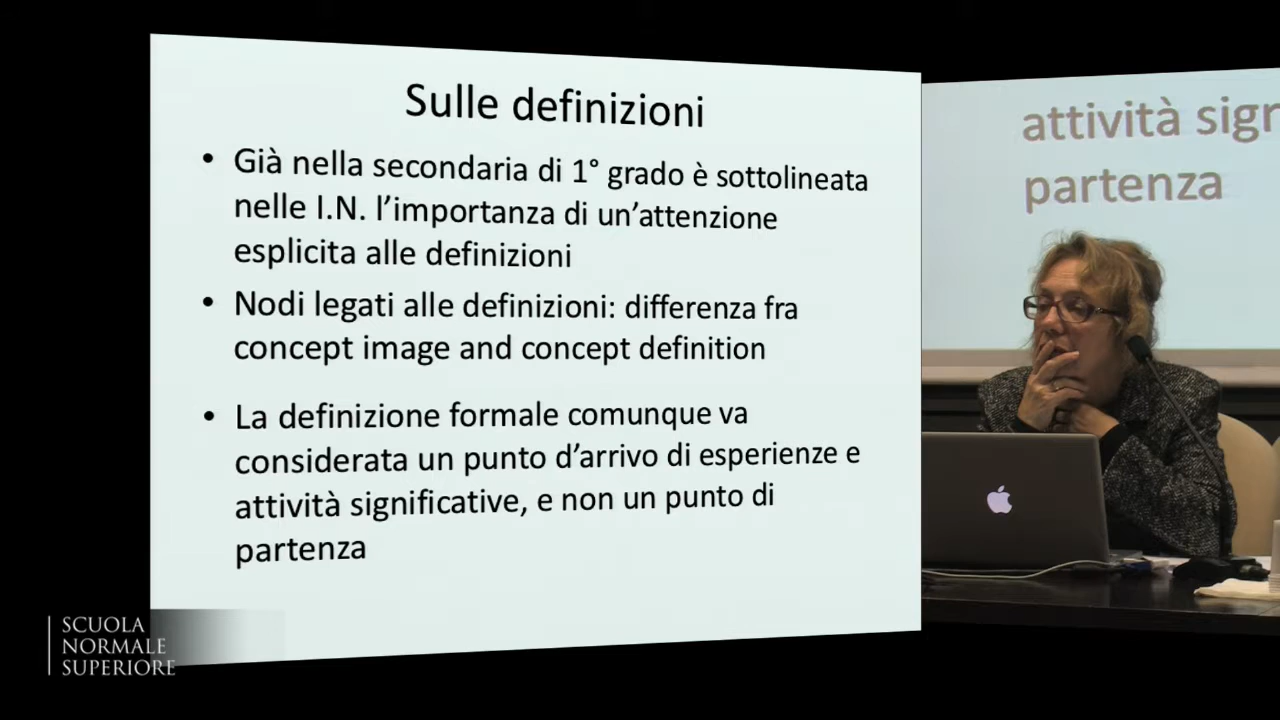 Sulle definizioni
• Già nella secondaria di 1° grado è sottolineata
nelle I.N. l’importanza di un’attenzione
esplicita alle definizioni
• Nodi legati alle definizioni: differenza fra
concept image and concept definition
• La definizione formale comunque va
considerata un punto d’arrivo di esperienze e
attività significative, e non un punto di
partenza
attività sigr
partenza
SCUOLA
NORMALE
SUPERIORE